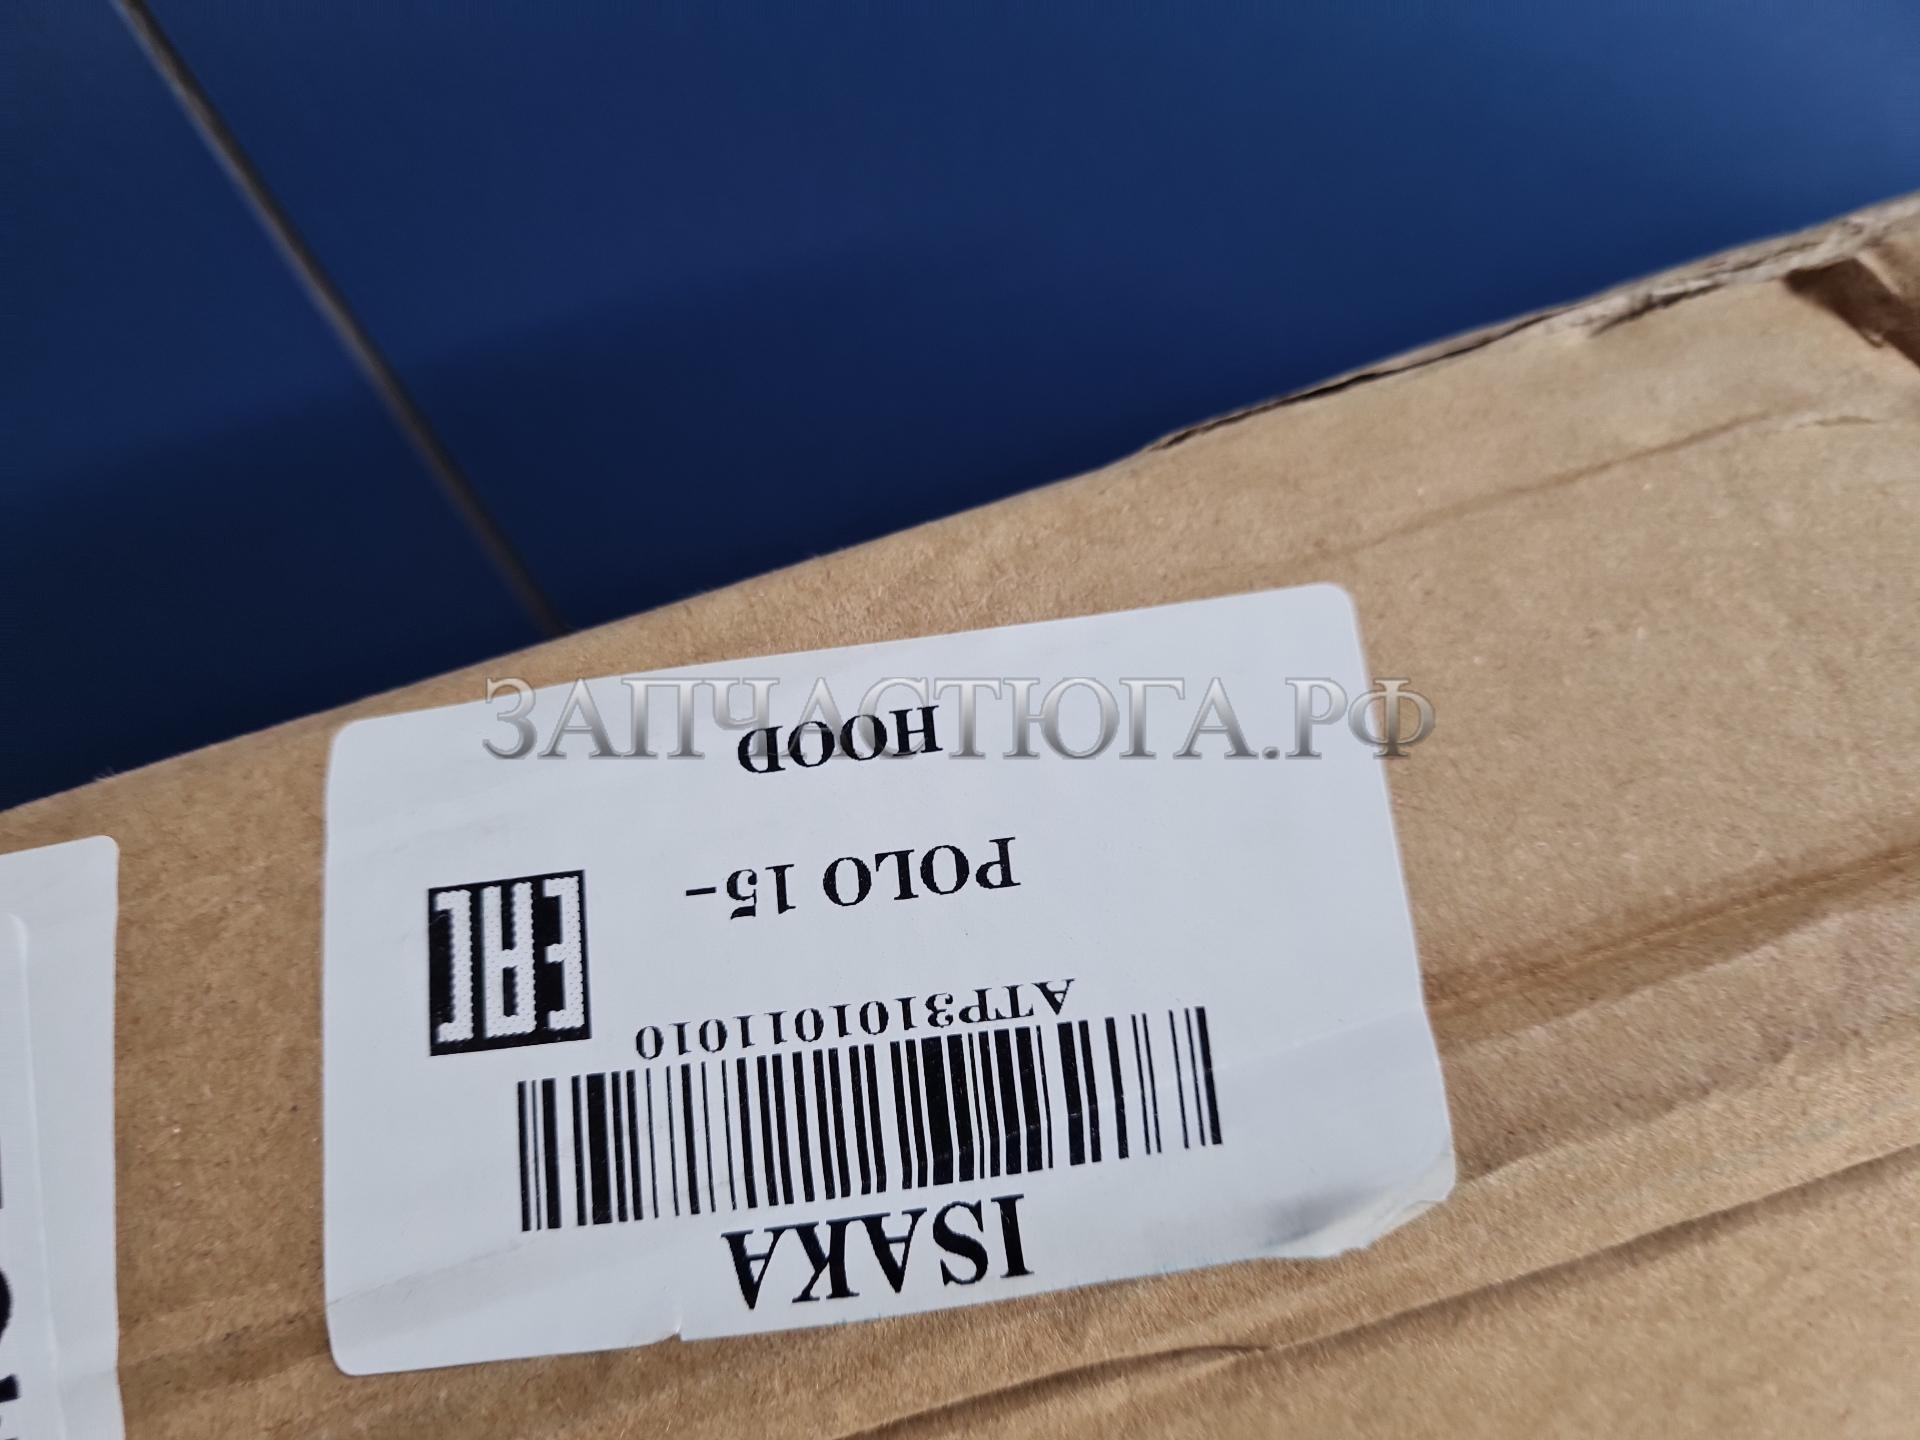 ISAKA
ATP3101011010
POLO 15-
HOOD
EAC
ЗАПЧАСТЮГА.РФ